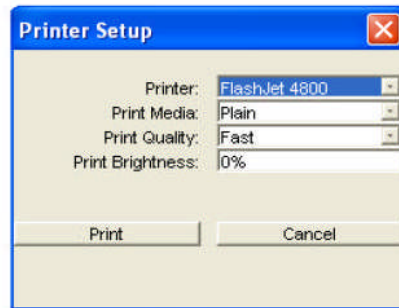 Printer Setup
Printer: FlashJet 4800
Print Media: Plain
Print Quality: Fast
Print Brightness: 0%
Print Cancel